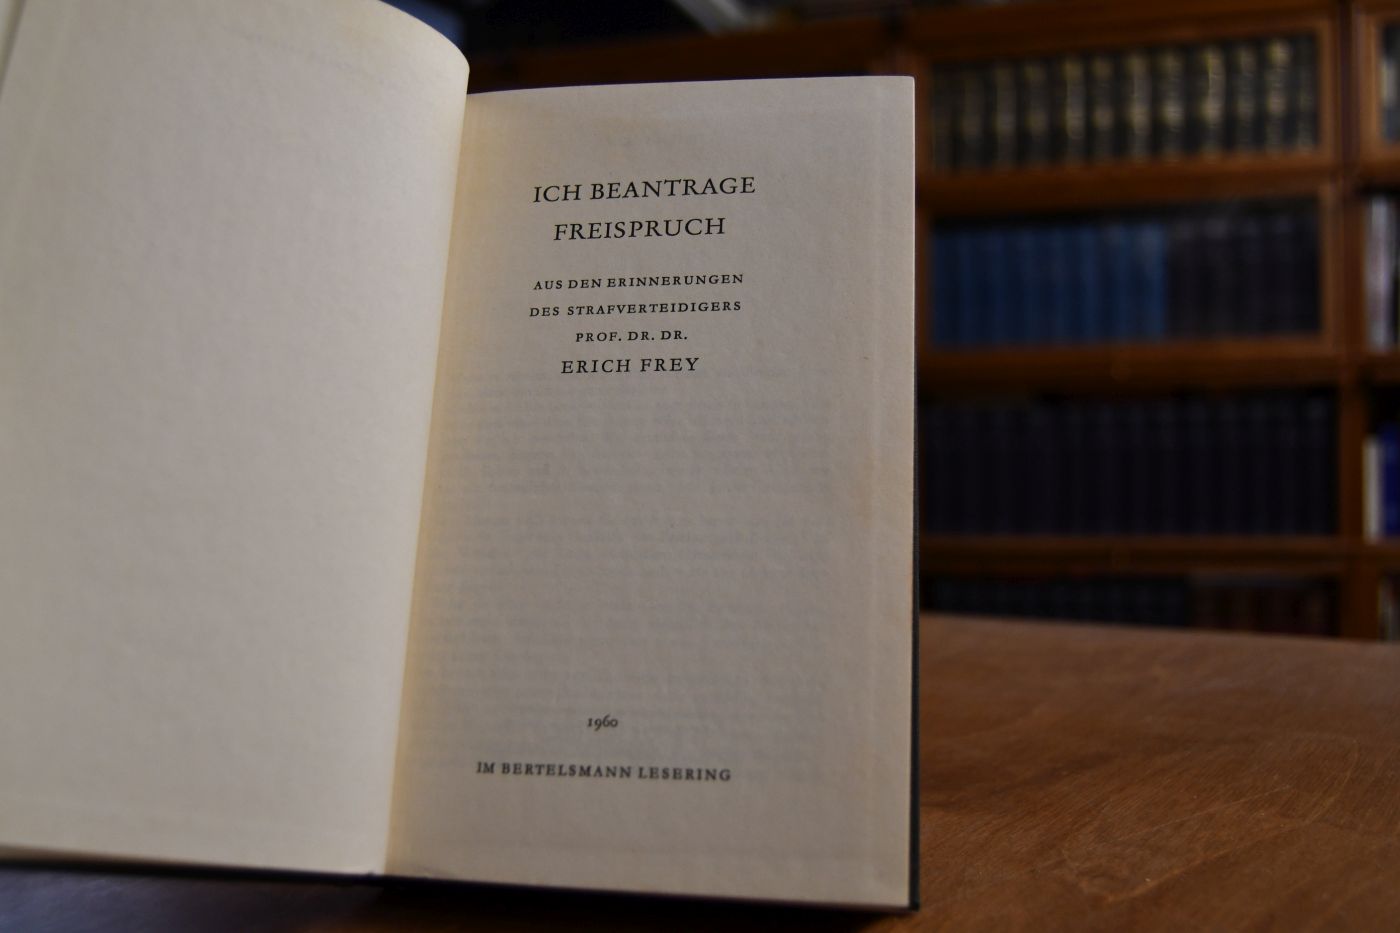 ICH BEANTRAGE
FREISPRUCH
AUS DEN ERINNERUNGEN
DES STRAFVERTEIDIGERS
PROF. DR. DR.
ERICH FREY
1960
IM BERTELSMANN LESERING